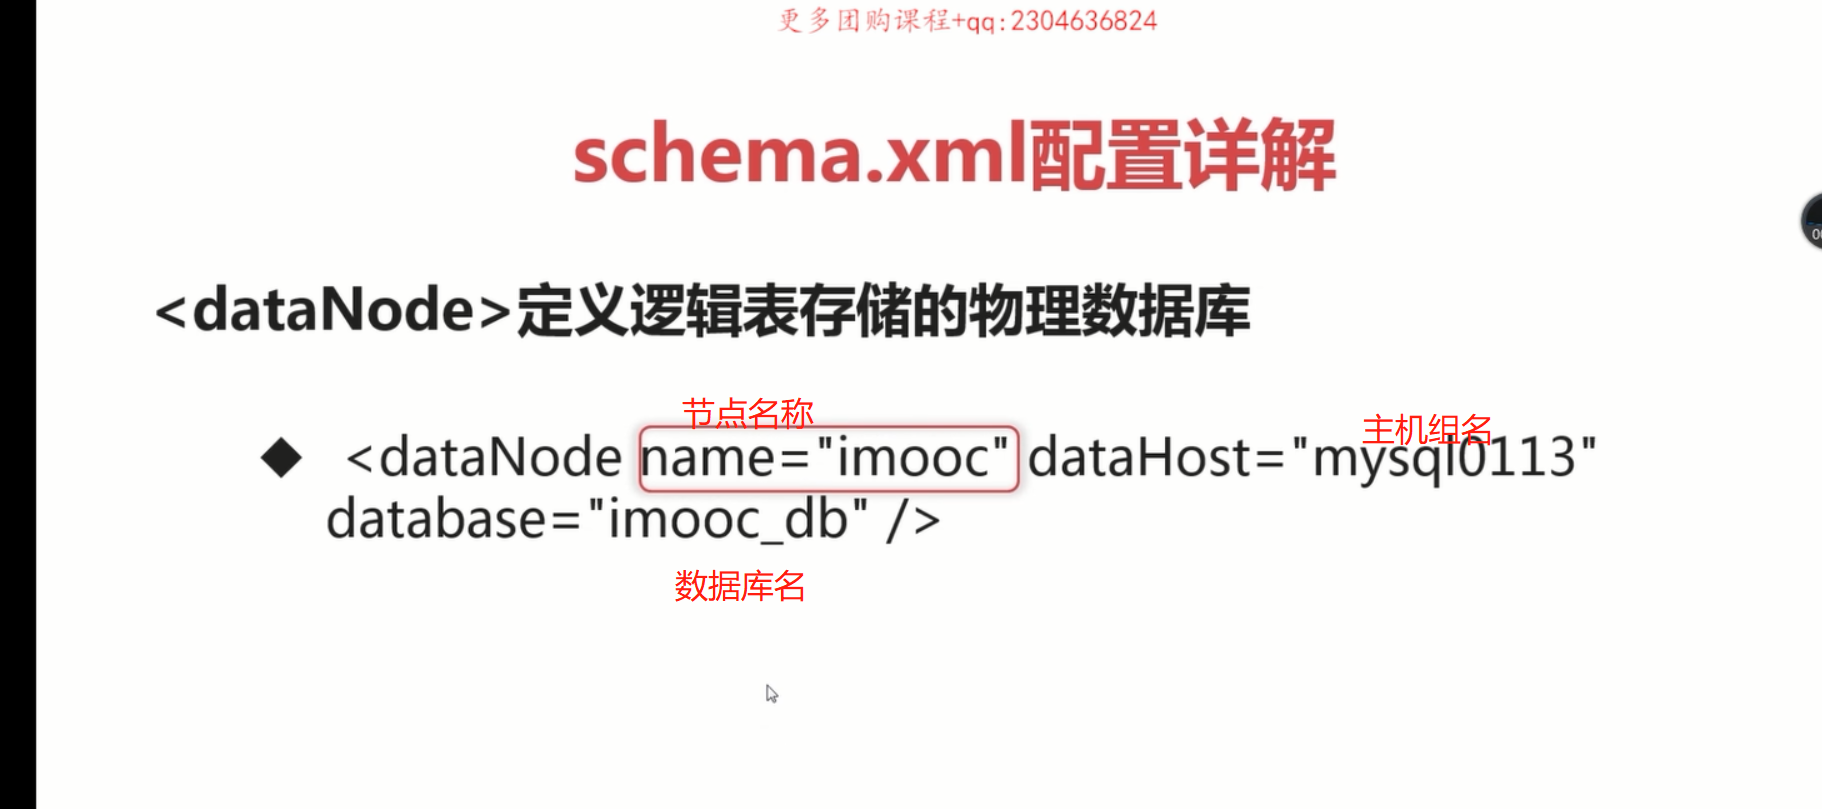 更多团购课程+qq:2304636824
schema.xml配置详解
<dataNode>定义逻辑表存储的物理数据库
节点名称
主机组名
◆ <dataNode name="imooc" dataHost="mysql0113"
database="imooc_db" />
数据库名